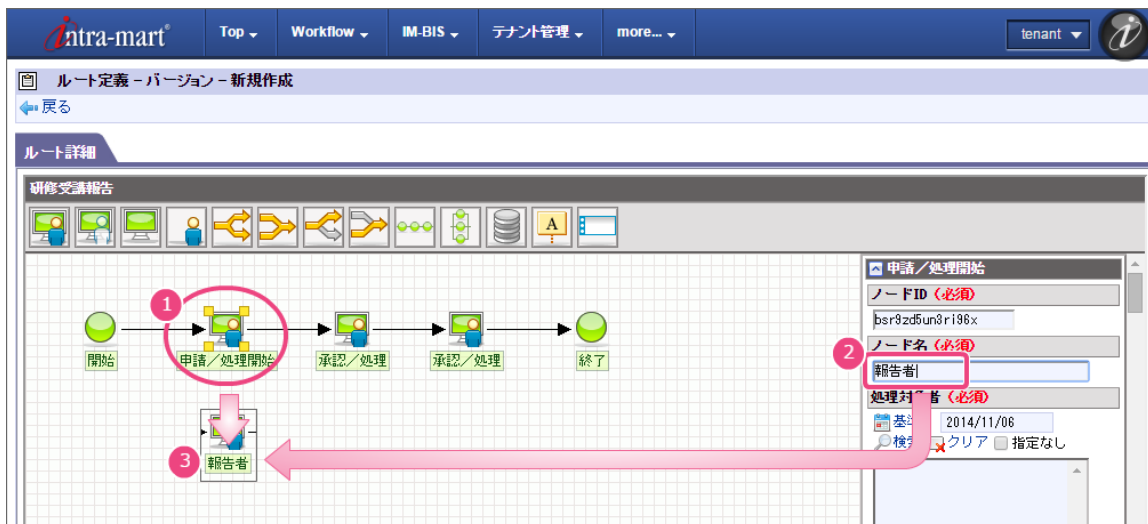 intra-mart®
Top
Workflow
IM-BIS
テナント管理
more...
tenant
ルート定義 - バージョン - 新規作成
戻る
ルート詳細
研修受講報告
A
1
開始
申請/処理開始
承認/処理
承認/処理
終了
3
報告者
申請/処理開始
ノードID (必須)
bsr9zd5un3ri96x
2
ノード名 (必須)
報告者
処理対象者 (必須)
2014/11/06
クリア
指定なし